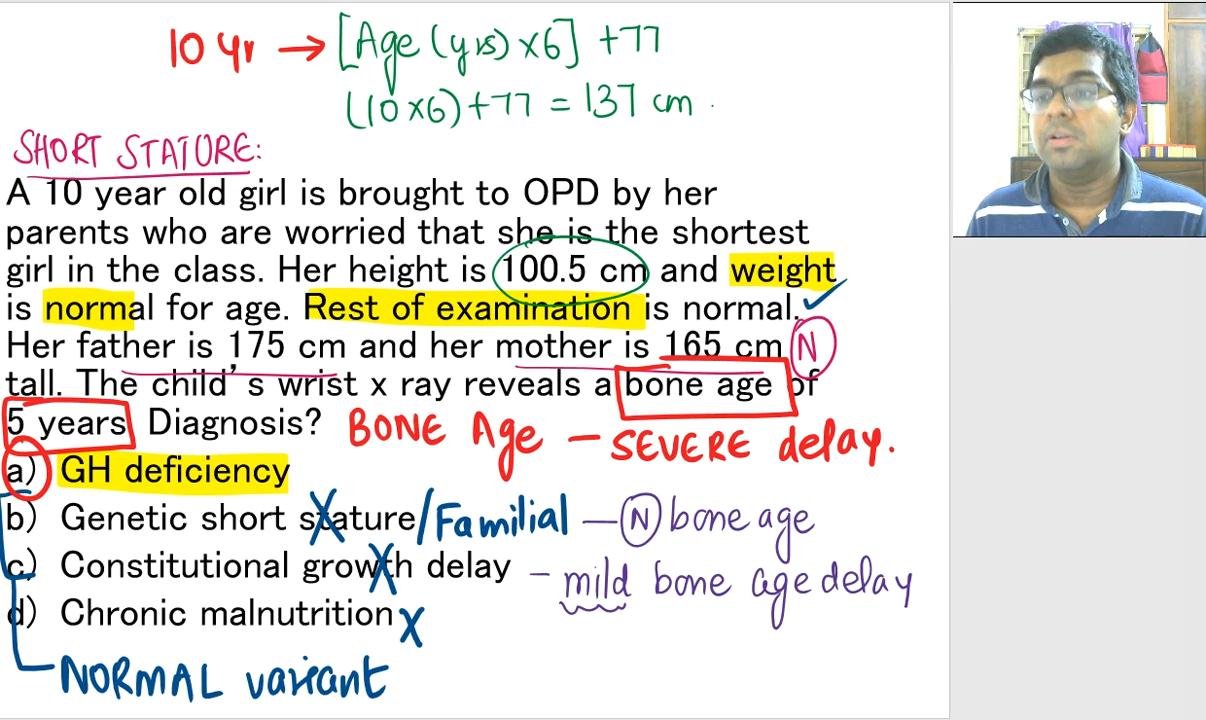 10 yr → [Age (yrs) ×6] +77
(10×6)+77 = 137 cm.
SHORT STATURE:
A 10 year old girl is brought to OPD by her
parents who are worried that she is the shortest
girl in the class. Her height is 100.5 cm and weight
is normal for age. Rest of examination is normal.
Her father is 175 cm and her mother is 165 cm N
tall. The child's wrist x ray reveals a bone age of
5 years Diagnosis? BONE Age – SEVERE delay.
a) GH deficiency
b) Genetic short stature/Familial — N bone age
c) Constitutional growth delay – mild bone age delay
d) Chronic malnutrition X
NORMAL variant